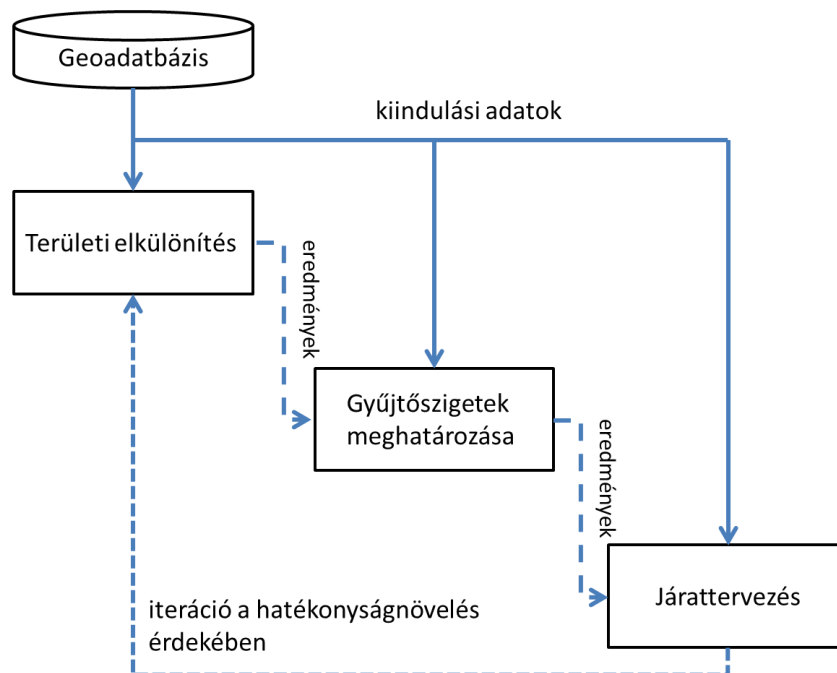 Geoadatbázis
kiindulási adatok
Területi elkülönítés
eredmények
Gyűjtőszigetek
meghatározása
eredmények
Járattervezés
iteráció a hatékonyságnövelés
érdekében